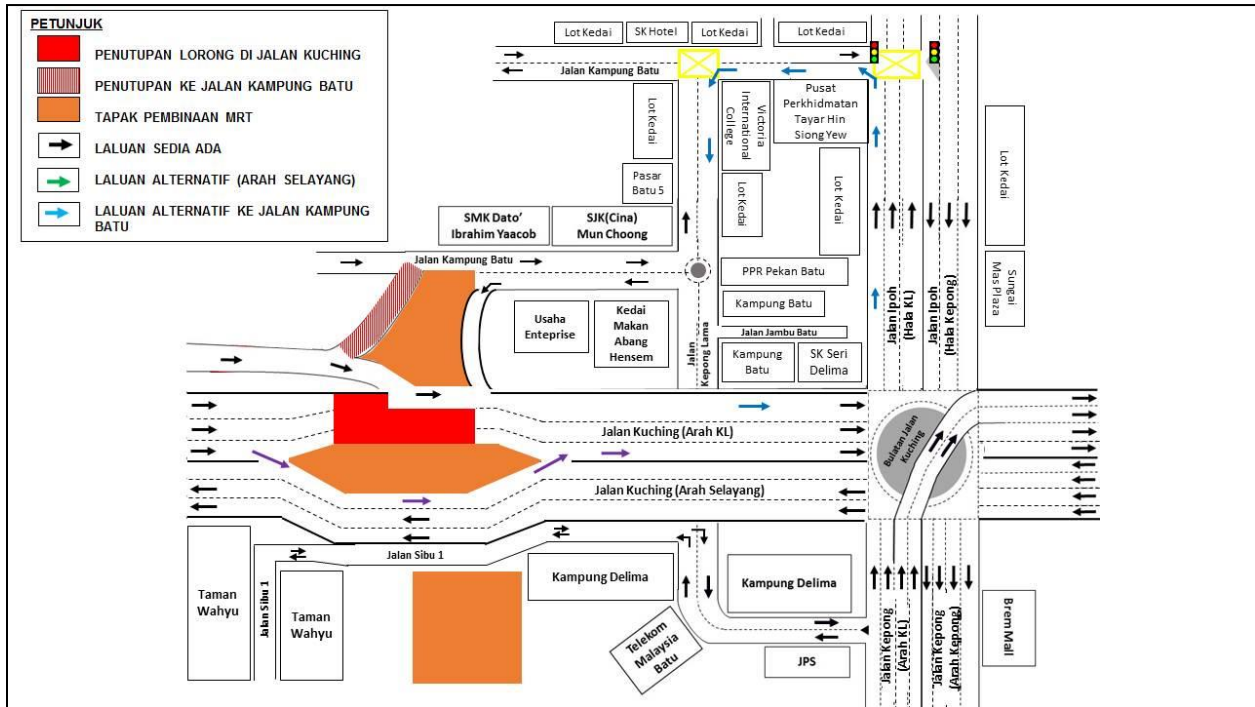 PETUNJUK
PENUTUPAN LORONG DI JALAN KUCHING
PENUTUPAN KE JALAN KAMPUNG BATU
TAPAK PEMBINAAN MRT
LALUAN SEDIA ADA
LALUAN ALTERNATIF (ARAH SELAYANG)
LALUAN ALTERNATIF KE JALAN KAMPUNG
BATU
Lot Kedai
SK Hotel
Lot Kedai
Lot Kedai
Jalan Kampung Batu
Lot Kedai
Victoria
International
College
Pusat
Perkhidmatan
Tayar Hin
Siong Yew
Lot Kedai
Pasar
Batu 5
Lot Kedai
Lot Kedai
SMK Dato'
Ibrahim Yaacob
SJK(Cina)
Mun Choong
Jalan Kampung Batu
PPR Pekan Batu
Kampung Batu
Jalan Jambu Batu
Kampung
Batu
SK Seri
Delima
Usaha
Enteprise
Kedai
Makan
Abang
Hensem
Jalan
Kepong Lama
Jalan Ipoh
(Hala KL)
Jalan Ipoh
(Hala Kepong)
Sungai
Mas Plaza
Jalan Kuching (Arah KL)
Bulatan Jalan
Kuching
Jalan Kuching (Arah Selayang)
Taman
Wahyu
Jalan Sibu 1
Taman
Wahyu
Jalan Sibu 1
Kampung Delima
Kampung Delima
Telekom
Malaysia
Batu
JPS
Jalan Kepong
(Arah KL)
Jalan Kepong
(Arah Kepong)
Brem Mall